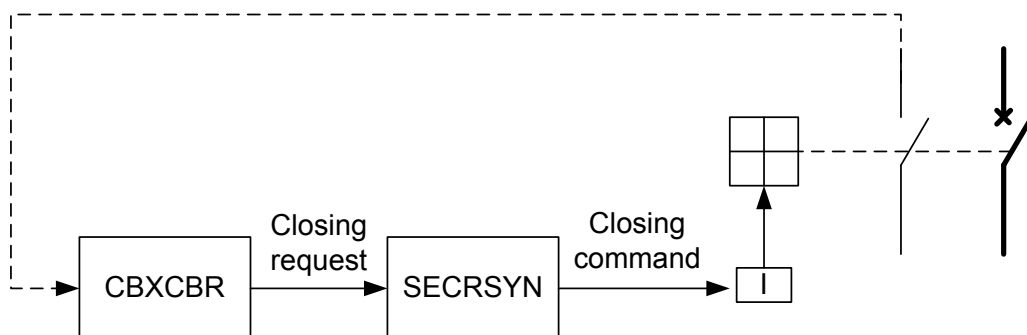 Closing
request
Closing
command
CBXCBR
SECRSYN
I